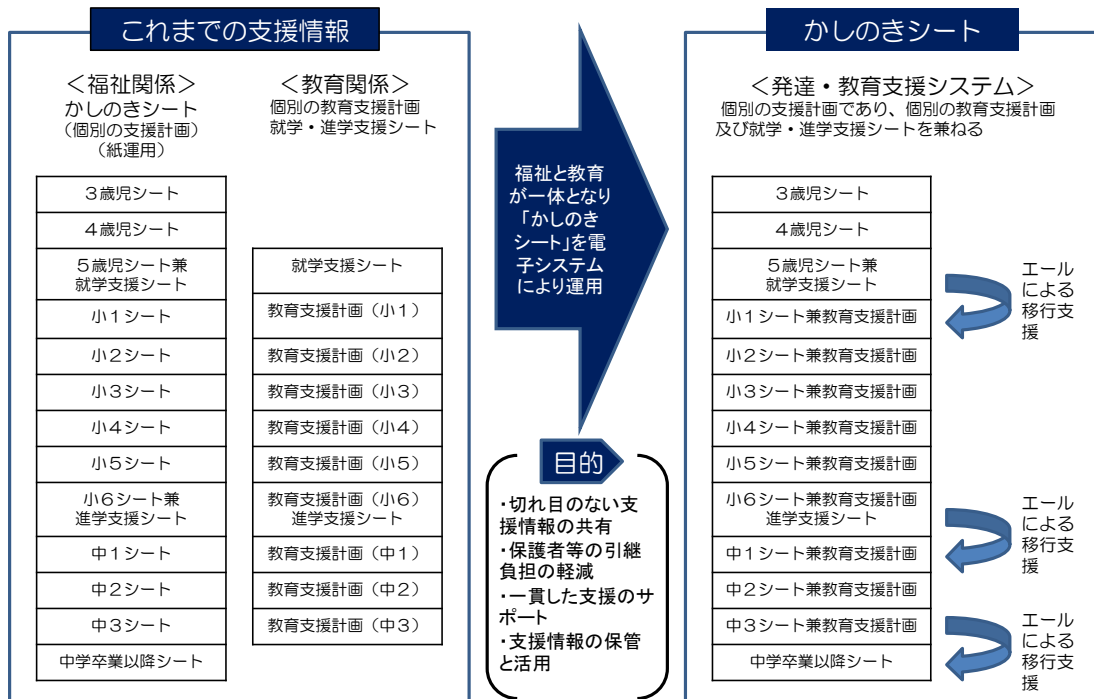 これまでの支援情報
＜福祉関係＞
かしのきシート
（個別の支援計画）
（紙運用）
３歳児シート
４歳児シート
５歳児シート兼
就学支援シート
小１シート
小２シート
小３シート
小４シート
小５シート
小６シート兼
進学支援シート
中１シート
中２シート
中３シート
中学卒業以降シート
＜教育関係＞
個別の教育支援計画
就学・進学支援シート
就学支援シート
教育支援計画（小１）
教育支援計画（小２）
教育支援計画（小３）
教育支援計画（小４）
教育支援計画（小５）
教育支援計画（小６）
進学支援シート
教育支援計画（中１）
教育支援計画（中２）
教育支援計画（中３）
福祉と教育
が一体となり
「かしのき
シート」を電
子システム
により運用
目的
・切れ目のない支
援情報の共有
・保護者等の引継
負担の軽減
・一貫した支援のサ
ポート
・支援情報の保管
と活用
かしのきシート
＜発達・教育支援システム＞
個別の支援計画であり、個別の教育支援計画
及び就学・進学支援シートを兼ねる
３歳児シート
４歳児シート
５歳児シート兼
就学支援シート
小１シート兼教育支援計画
小２シート兼教育支援計画
小３シート兼教育支援計画
小４シート兼教育支援計画
小５シート兼教育支援計画
小６シート兼教育支援計画
進学支援シート
中１シート兼教育支援計画
中２シート兼教育支援計画
中３シート兼教育支援計画
中学卒業以降シート
エール
による
移行支
援
エール
による
移行支
援
エール
による
移行支
援